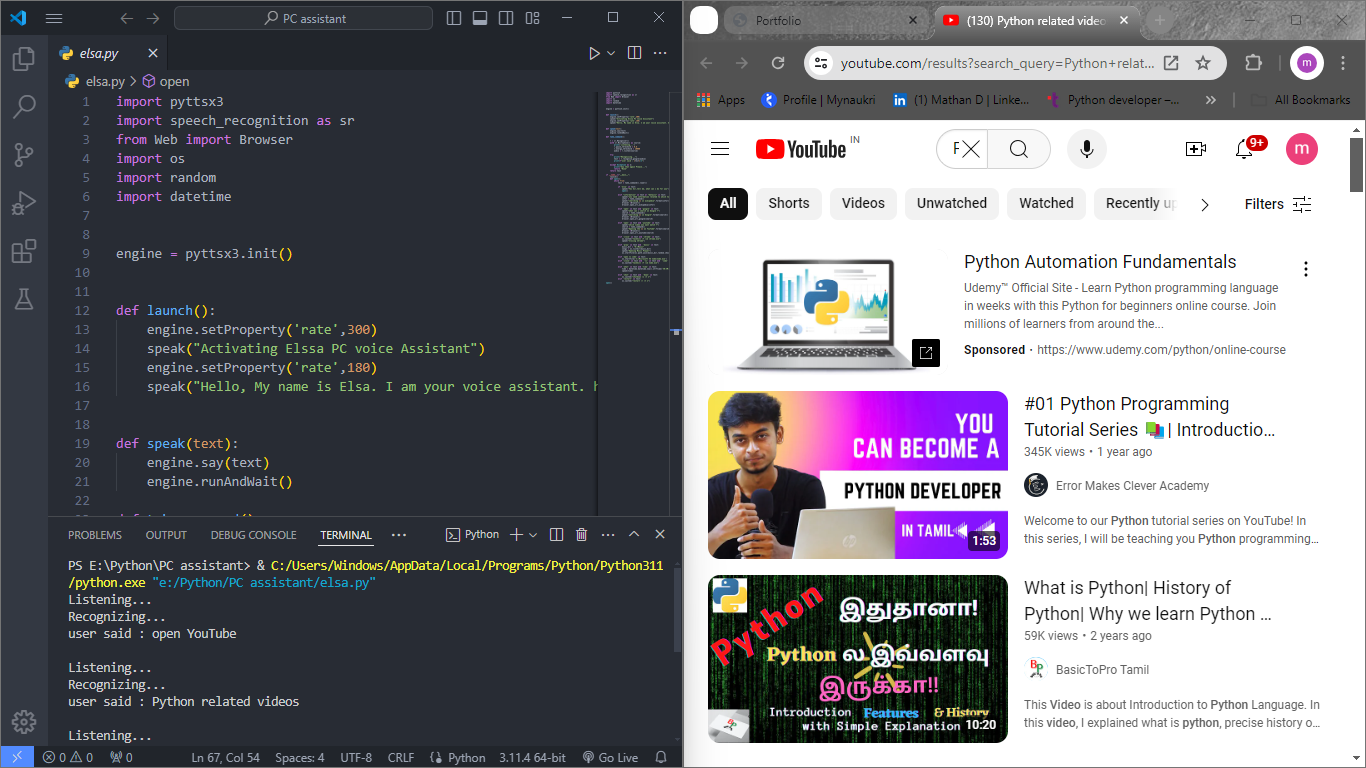 PC assistant
elsa.py
elsa.py > open
1 import pyttsx3
2 import speech_recognition as sr
3 from Web import Browser
4 import os
5 import random
6 import datetime
7
8
9 engine = pyttsx3.init()
10
11
12 def launch():
13 engine.setProperty('rate',300)
14 speak("Activating Elssa PC voice Assistant")
15 engine.setProperty('rate',180)
16 speak("Hello, My name is Elsa. I am your voice assistant. h
17
18
19 def speak(text):
20 engine.say(text)
21 engine.runAndWait()
22
PROBLEMS OUTPUT DEBUG CONSOLE TERMINAL ... Python
PS E:\Python\PC assistant> & C:/Users/Windows/AppData/Local/Programs/Python/Python311
/python.exe "e:/Python/PC assistant/elsa.py"
Listening...
Recognizing...
user said : open YouTube
Listening...
Recognizing...
user said : Python related videos
Listening...
0 0 0 Ln 67, Col 54 Spaces: 4 UTF-8 CRLF Python 3.11.4 64-bit Go Live
Portfolio
(130) Python related video
youtube.com/results?search_query=Python+relat...
m
Apps Profile | Mynaukri (1) Mathan D | Linke... Python developer –... » All Bookmarks
YouTube IN
9+
m
All Shorts Videos Unwatched Watched Recently up Filters
Python Automation Fundamentals
Udemy™ Official Site - Learn Python programming language
in weeks with this Python for beginners online course. Join
millions of learners from around the...
Sponsored · https://www.udemy.com/python/online-course
YOU
CAN BECOME A
PYTHON DEVELOPER
IN TAMIL
1:53
#01 Python Programming
Tutorial Series 📚| Introductio...
345K views • 1 year ago
Error Makes Clever Academy
Welcome to our Python tutorial series on YouTube! In
this series, I will be teaching you Python programming...
Python
இதுதானா!
Python ல இவ்வளவு
இருக்கா!!
Introduction Features & History
with Simple Explanation
10:20
What is Python| History of
Python| Why we learn Python ...
59K views • 2 years ago
BasicToPro Tamil
This Video is about Introduction to Python Language. In
this video, I explained what is python, precise history o...